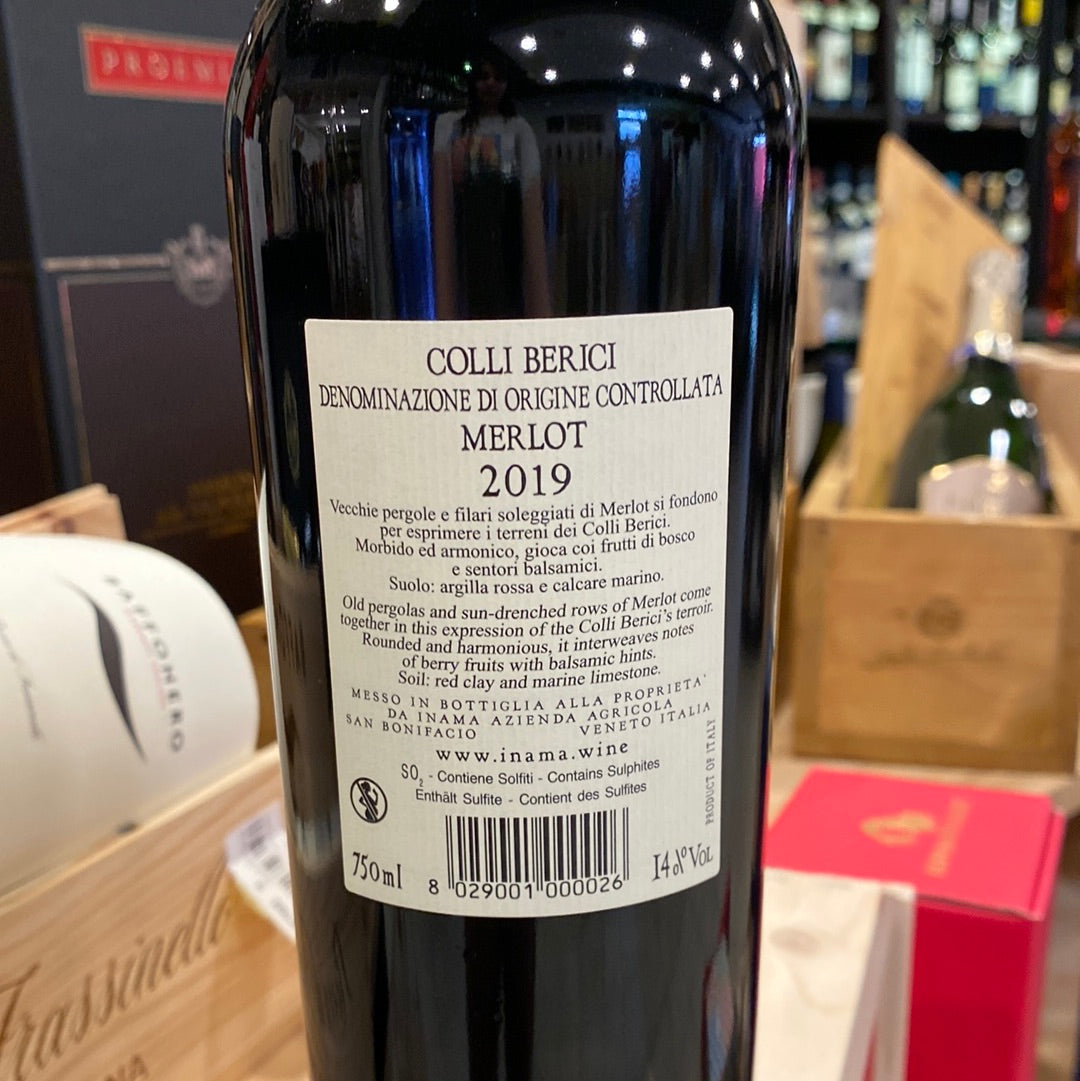 COLLI BERICI
DENOMINAZIONE DI ORIGINE CONTROLLATA
MERLOT
2019
Vecchie pergole e filari soleggiati di Merlot si fondono
per esprimere i terreni dei Colli Berici.
Morbido ed armonico, gioca coi frutti di bosco
e sentori balsamici.
Suolo: argilla rossa e calcare marino.
Old pergolas and sun-drenched rows of Merlot come
together in this expression of the Colli Berici's terroir.
Rounded and harmonious, it interweaves notes
of berry fruits with balsamic hints.
Soil: red clay and marine limestone.
MESSO IN BOTTIGLIA ALLA PROPRIETA'
DA INAMA AZIENDA AGRICOLA
SAN BONIFACIO VENETO ITALIA
www.inama.wine
SO2 - Contiene Solfiti - Contains Sulphites
Enthält Sulfite - Contient des Sulfites
PRODUCT OF ITALY
750ml
8 029001 000026
14% VOL
BAFFONERO
Frassinello